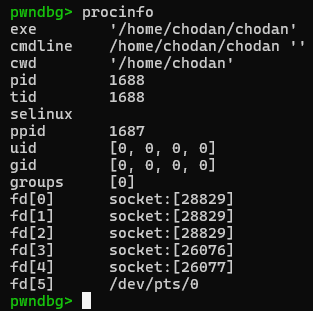 pwndbg> procinfo
exe        '/home/chodan/chodan'
cmdline    /home/chodan/chodan ''
cwd        '/home/chodan'
pid        1688
tid        1688
selinux
ppid       1687
uid        [0, 0, 0, 0]
gid        [0, 0, 0, 0]
groups     [0]
fd[0]      socket:[28829]
fd[1]      socket:[28829]
fd[2]      socket:[28829]
fd[3]      socket:[26076]
fd[4]      socket:[26077]
fd[5]      /dev/pts/0
pwndbg>